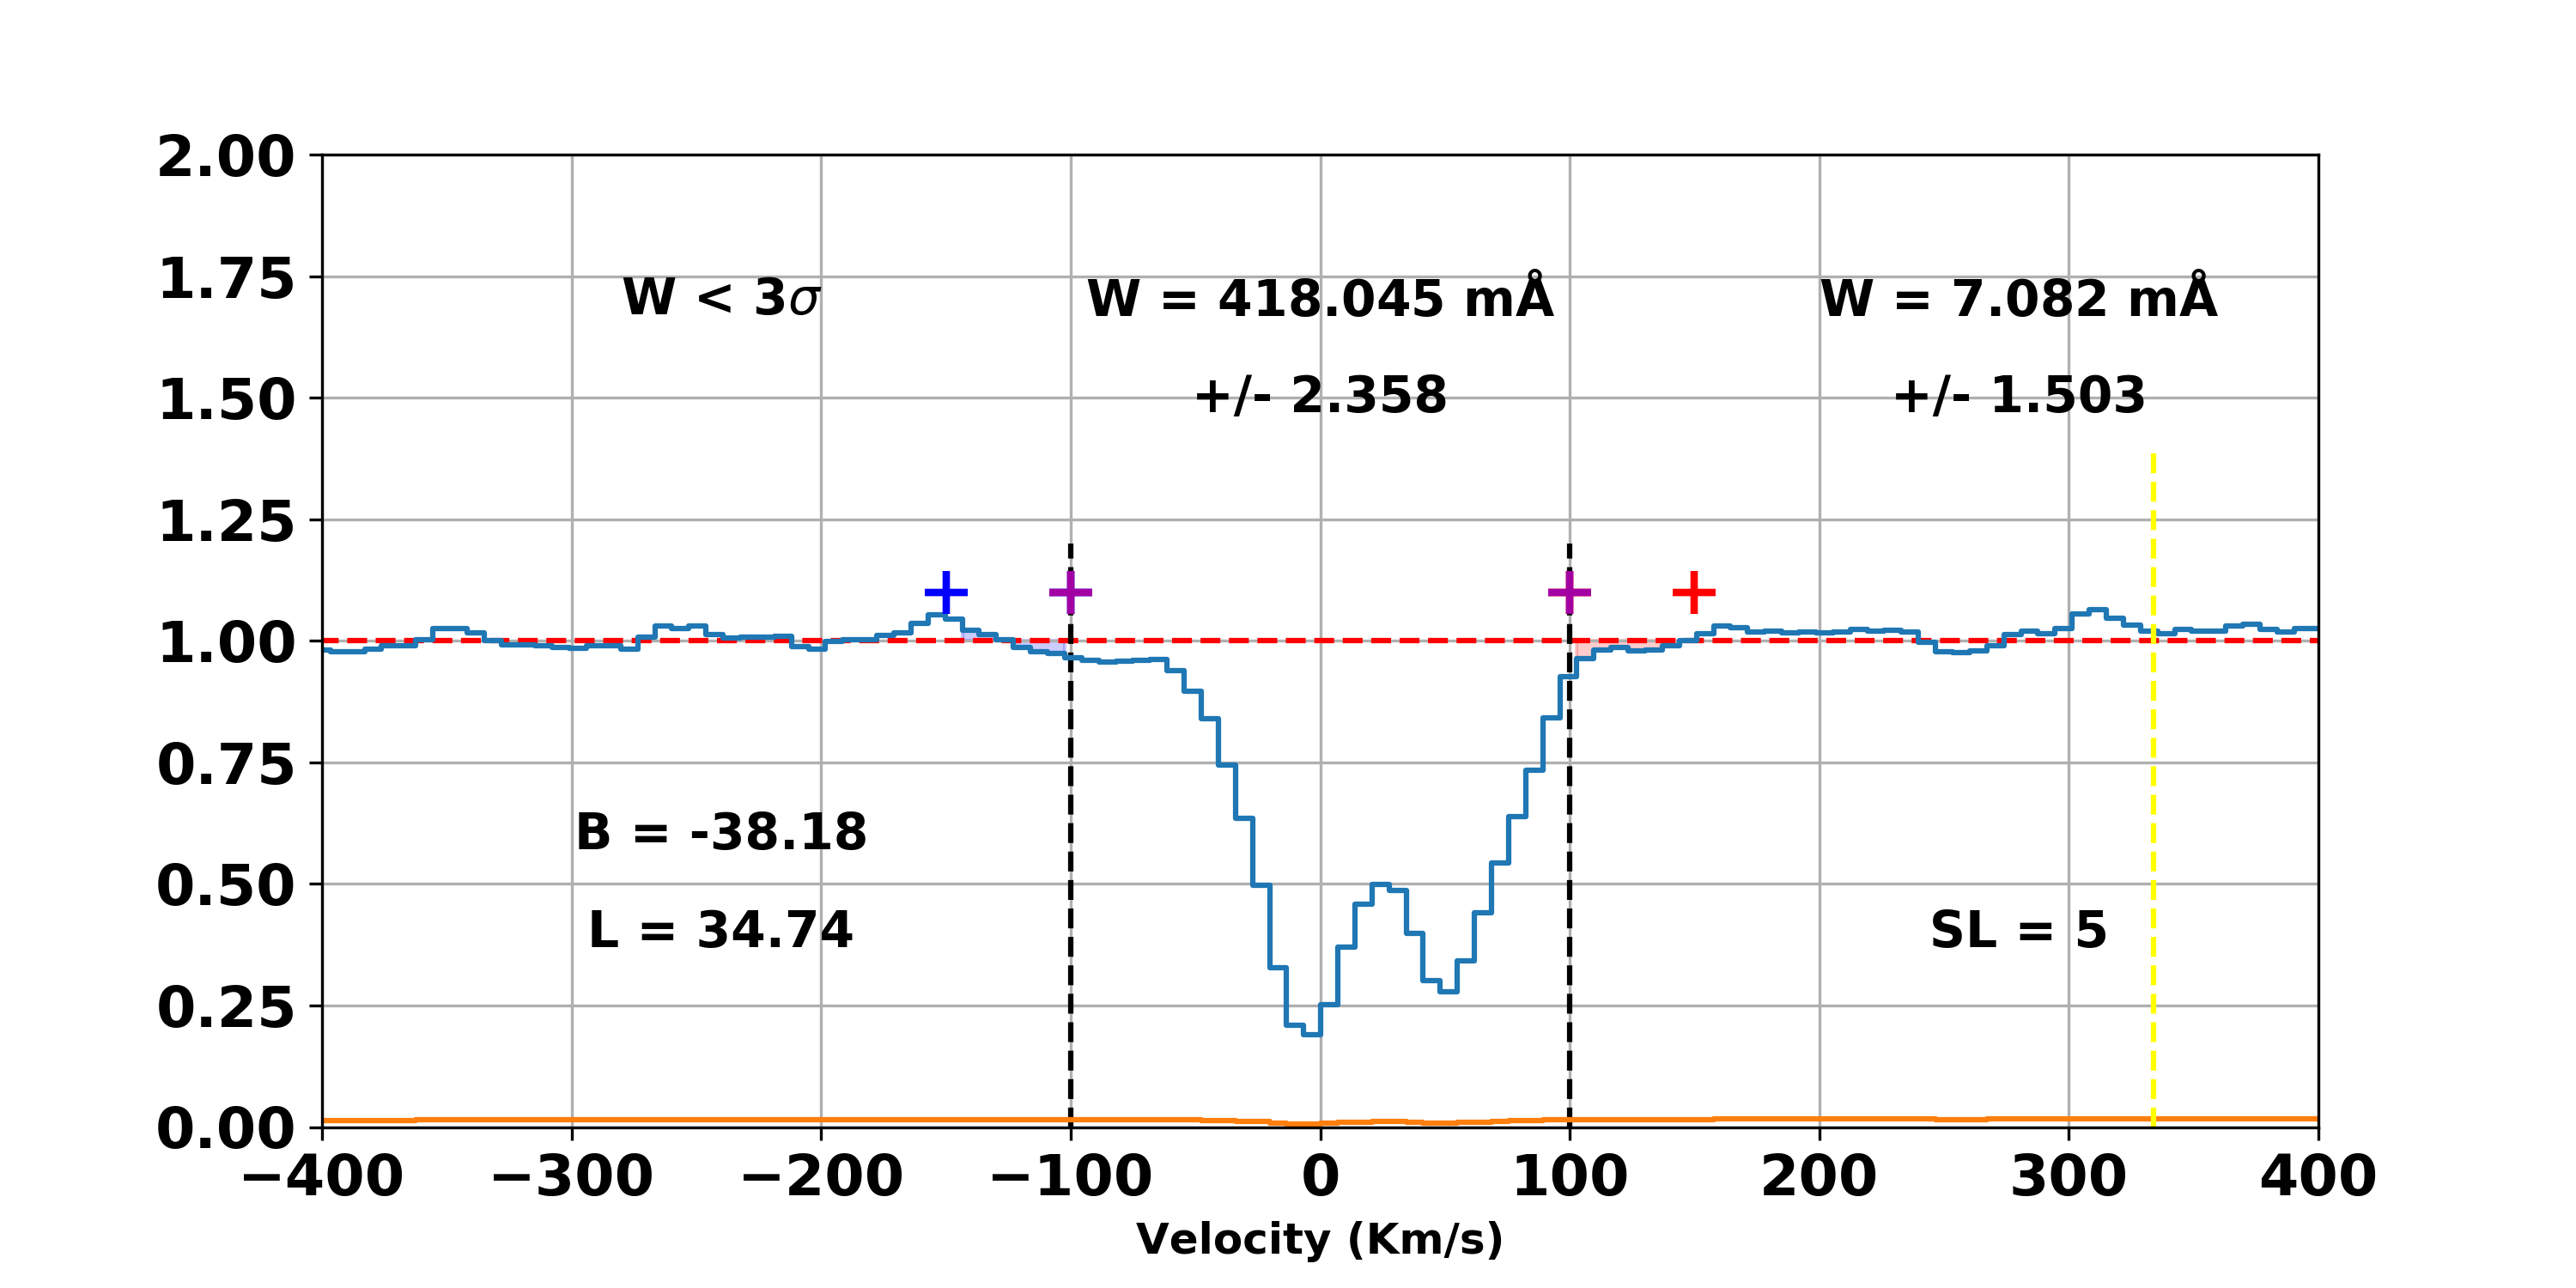 2.00
1.75
W < 3σ
W = 418.045 mÅ
W = 7.082 mÅ
1.50
+/- 2.358
+/- 1.503
1.25
1.00
0.75
B = -38.18
0.50
L = 34.74
SL = 5
0.25
0.00
−400 −300 −200 −100 0 100 200 300 400
Velocity (Km/s)